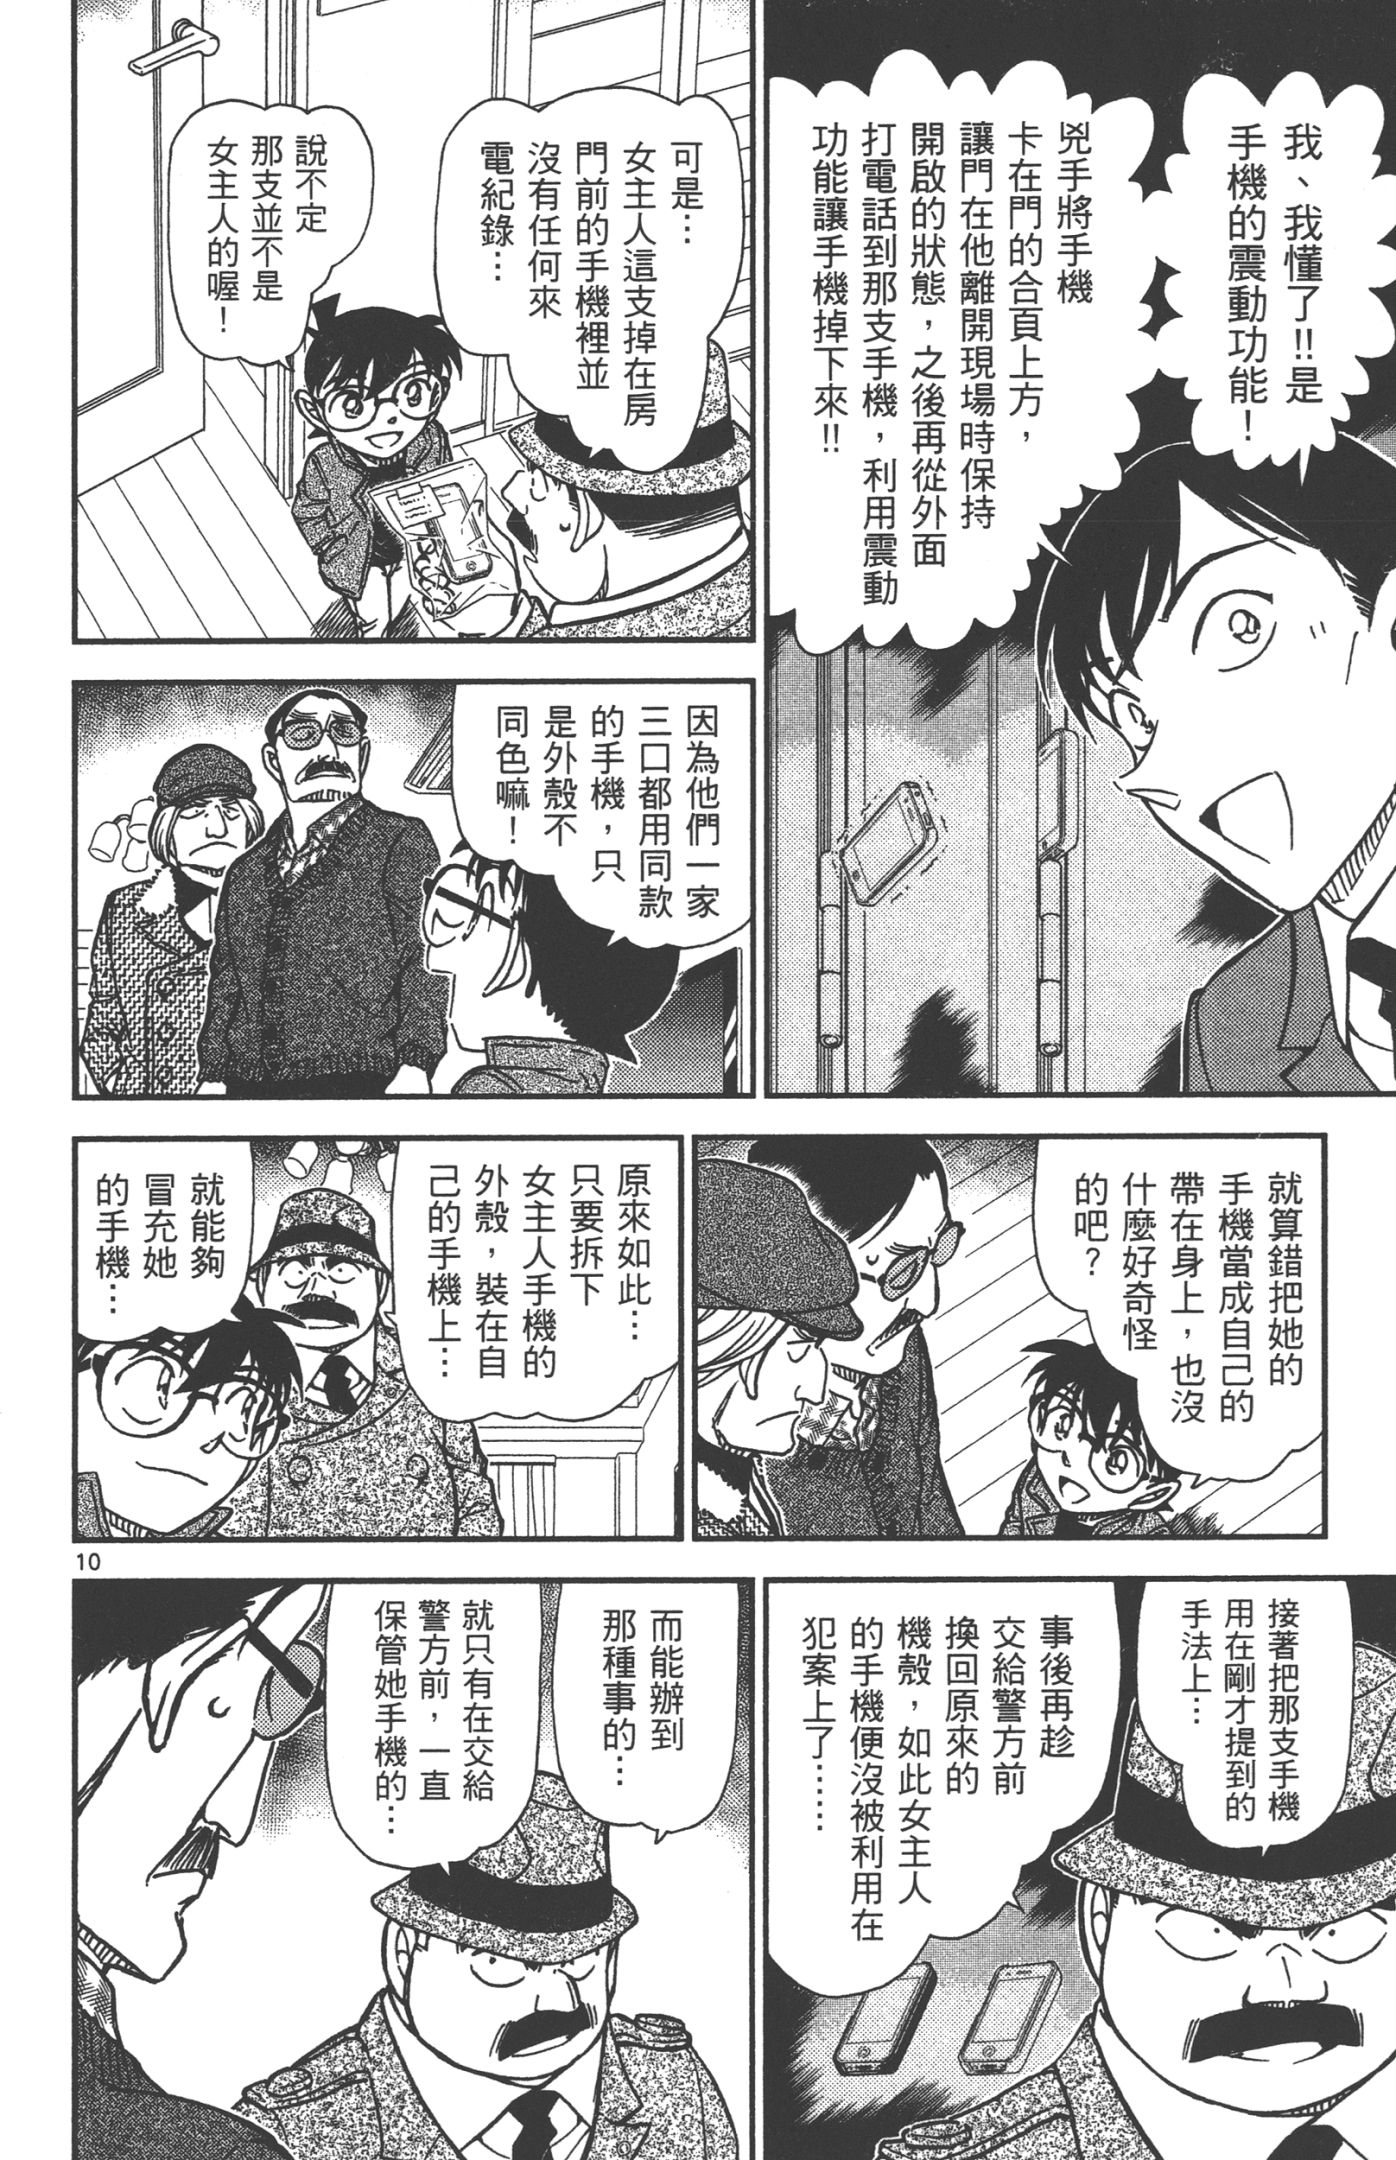 我、我懂了!!是
手機的震動功能！
兇手將手機
卡在門的合頁上方，
讓門在他離開現場時保持
開啟的狀態，之後再從外面
打電話到那支手機，利用震動
功能讓手機掉下來!!
可是…
女主人這支掉在房
門前的手機裡並
沒有任何來
電紀錄…
說不定
那支並不是
女主人的喔！
因為他們一家
三口都用同款
的手機，只
是外殼不
同色嘛！
就算錯把她的
手機當成自己的
帶在身上，也沒
什麼好奇怪
的吧？
原來如此…
只要拆下
女主人手機的
外殼，裝在自
己的手機上…
就能夠
冒充她
的手機…
接著把那支手機
用在剛才提到的
手法上…
事後再趁
交給警方前
換回原來的
機殼，如此女主人
的手機便沒被利用在
犯案上了……
而能辦到
那種事的…
就只有在交給
警方前，一直
保管她手機的…
10